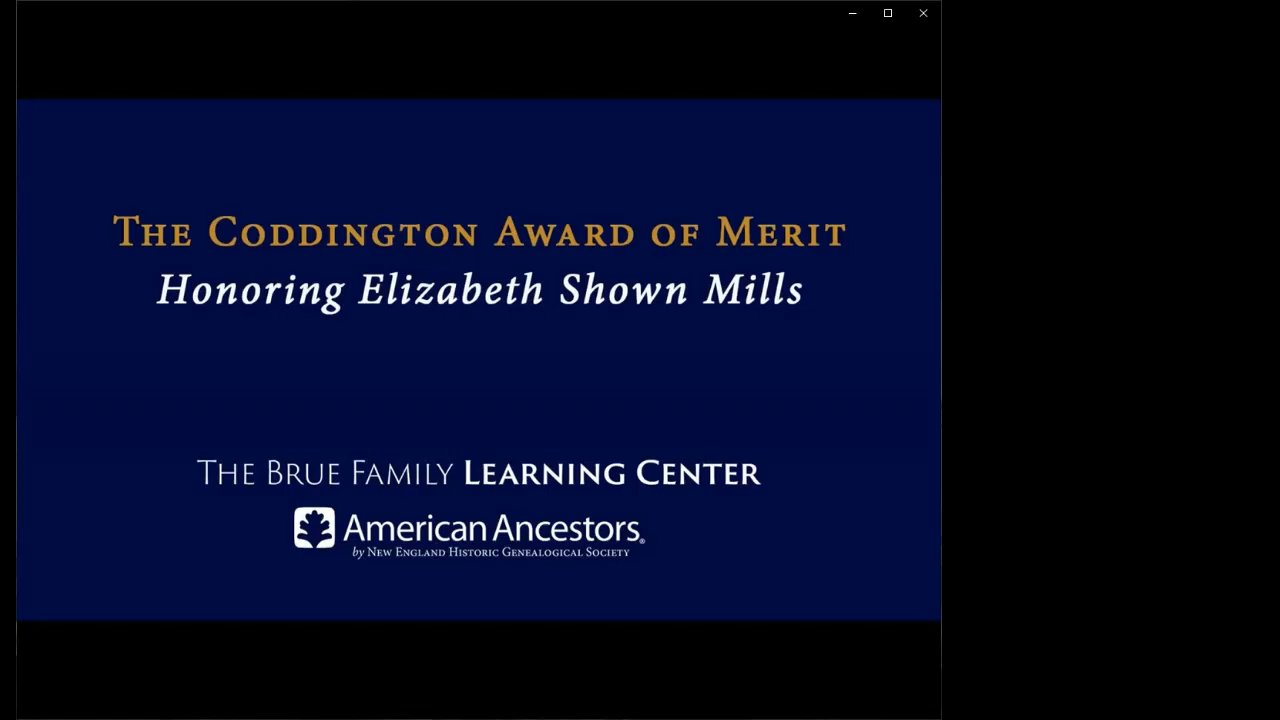 The Coddington Award of Merit
Honoring Elizabeth Shown Mills
The Brue Family Learning Center
American Ancestors®
by New England Historic Genealogical Society